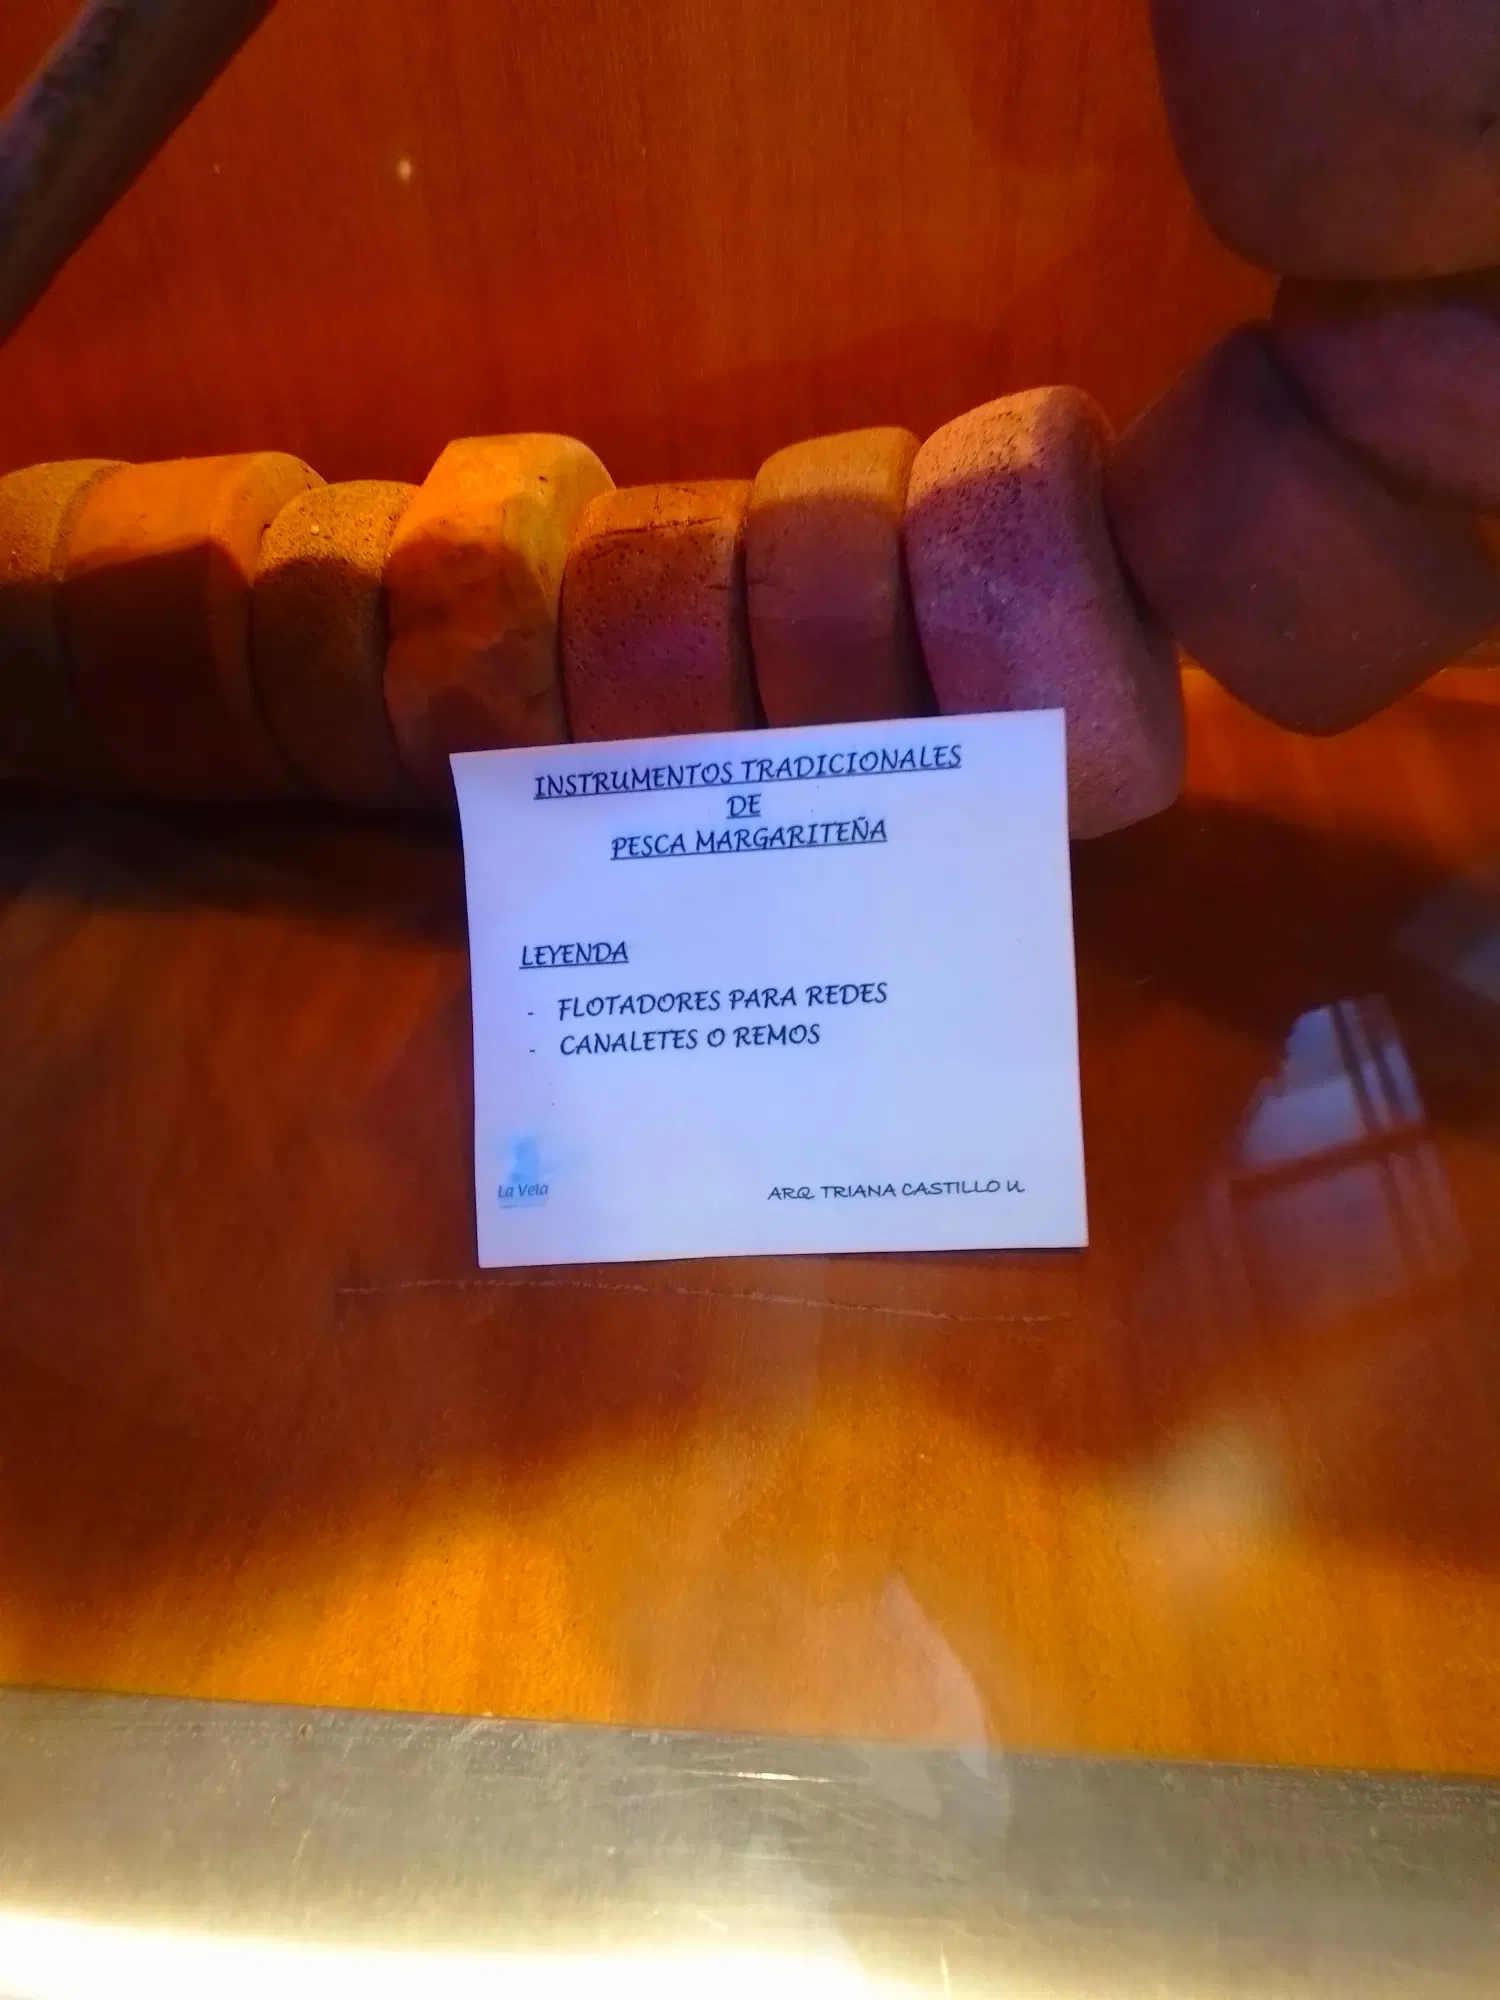 INSTRUMENTOS TRADICIONALES
DE
PESCA MARGARITEÑA
LEYENDA
- FLOTADORES PARA REDES
- CANALETES O REMOS
La Vela
ARQ. TRIANA CASTILLO U.